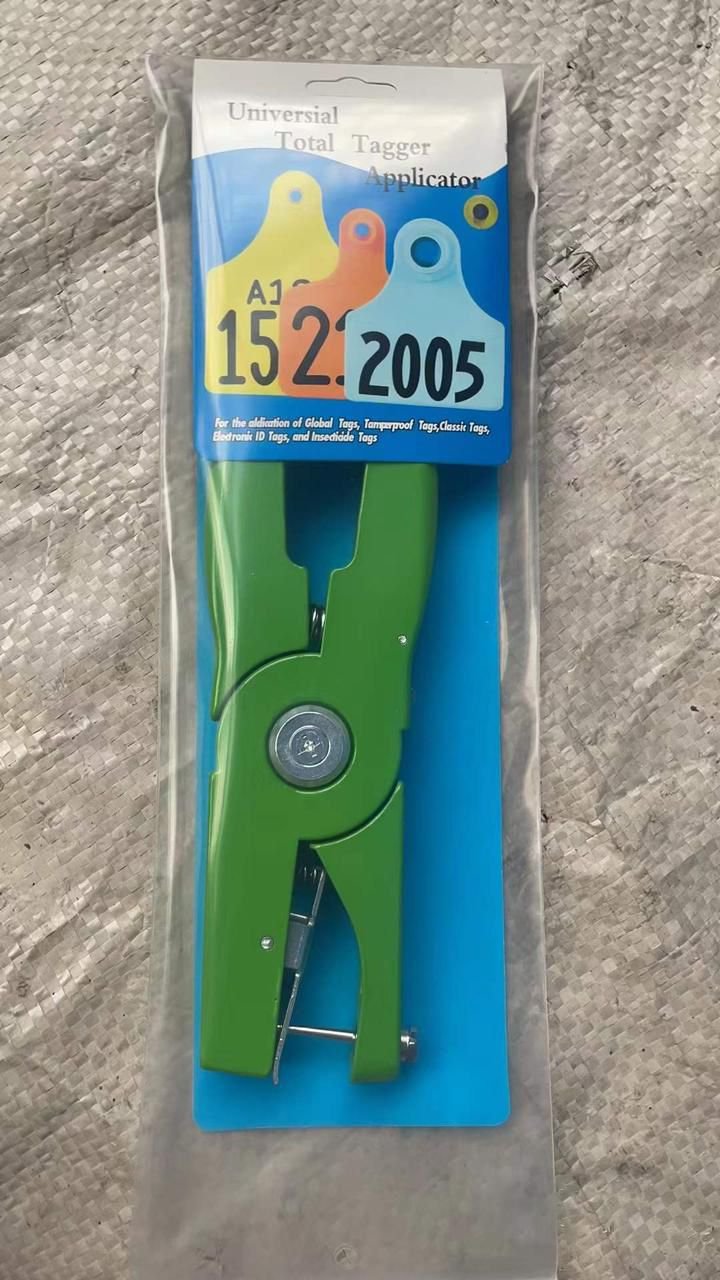 Universial
Total Tagger
Applicator
A1
15
2
2005
For the aldication of Global Tags, Tamperproof Tags,Classic Tags,
Electronic ID Tags, and Insecticide Tags